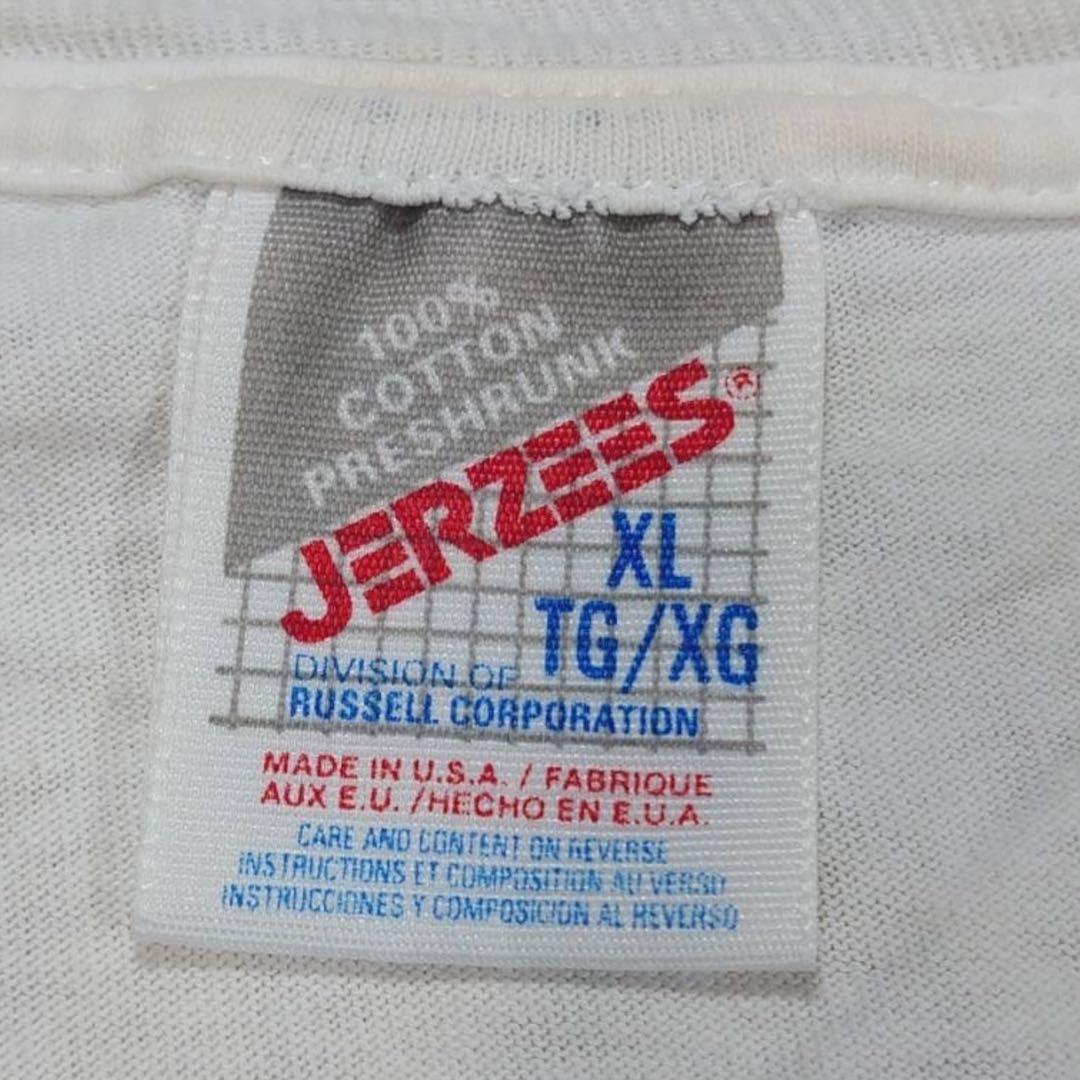 100%
COTTON
PRESHRUNK
JERZEES®
XL
TG/XG
DIVISION OF
RUSSELL CORPORATION
MADE IN U.S.A. / FABRIQUE
AUX E.U. /HECHO EN E.U.A.
CARE AND CONTENT ON REVERSE
INSTRUCTIONS ET COMPOSITION AU VERSO
INSTRUCCIONES Y COMPOSICION AL REVERSO